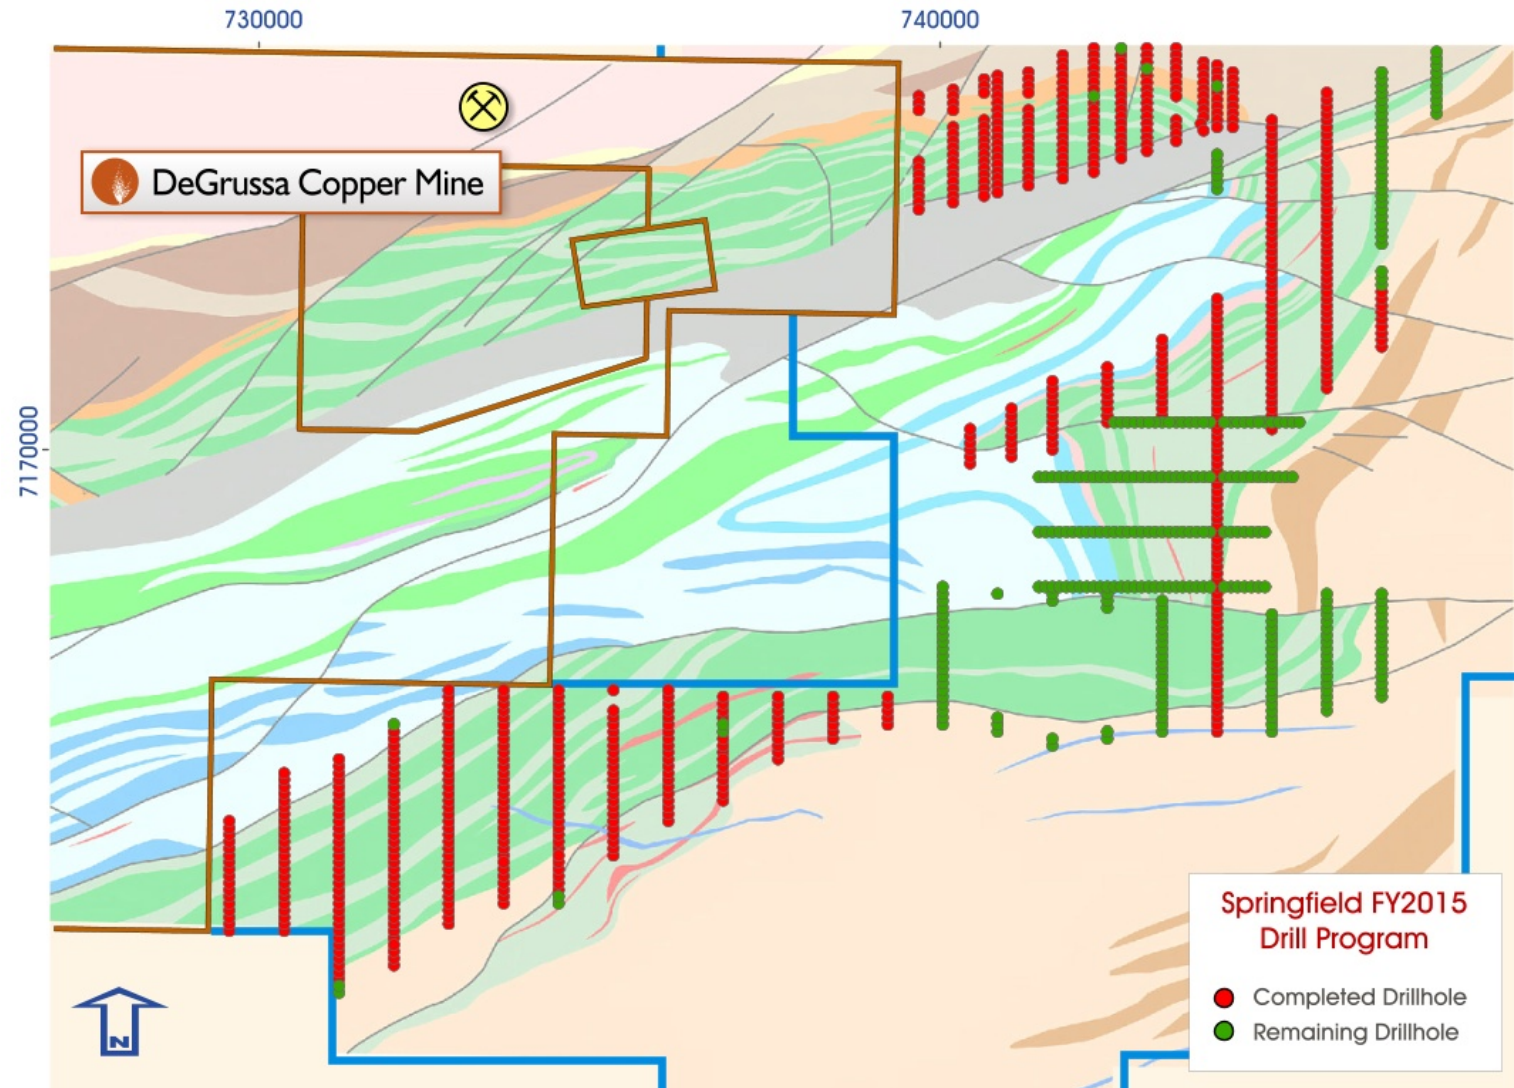 730000
740000
DeGrussa Copper Mine
7170000
Springfield FY2015
Drill Program
Completed Drillhole
Remaining Drillhole
N